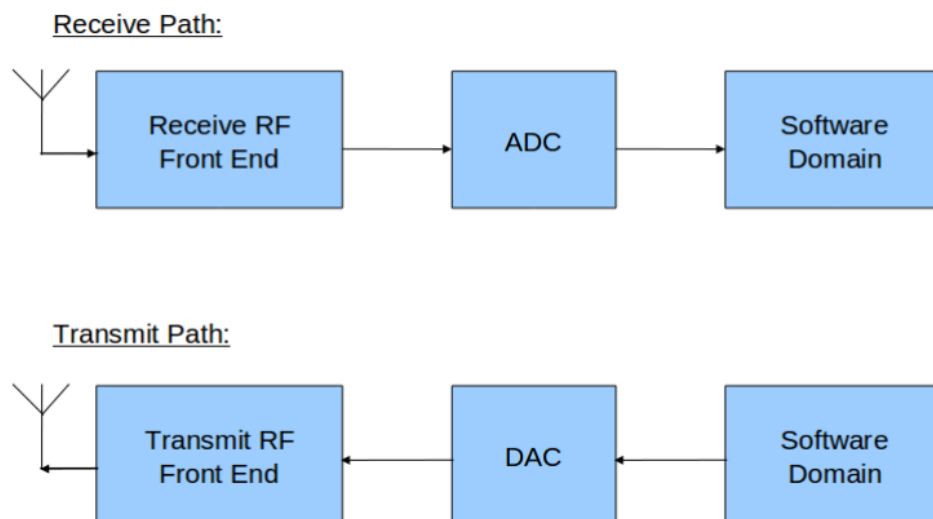 Receive Path:
Receive RF
Front End
ADC
Software
Domain
Transmit Path:
Transmit RF
Front End
DAC
Software
Domain